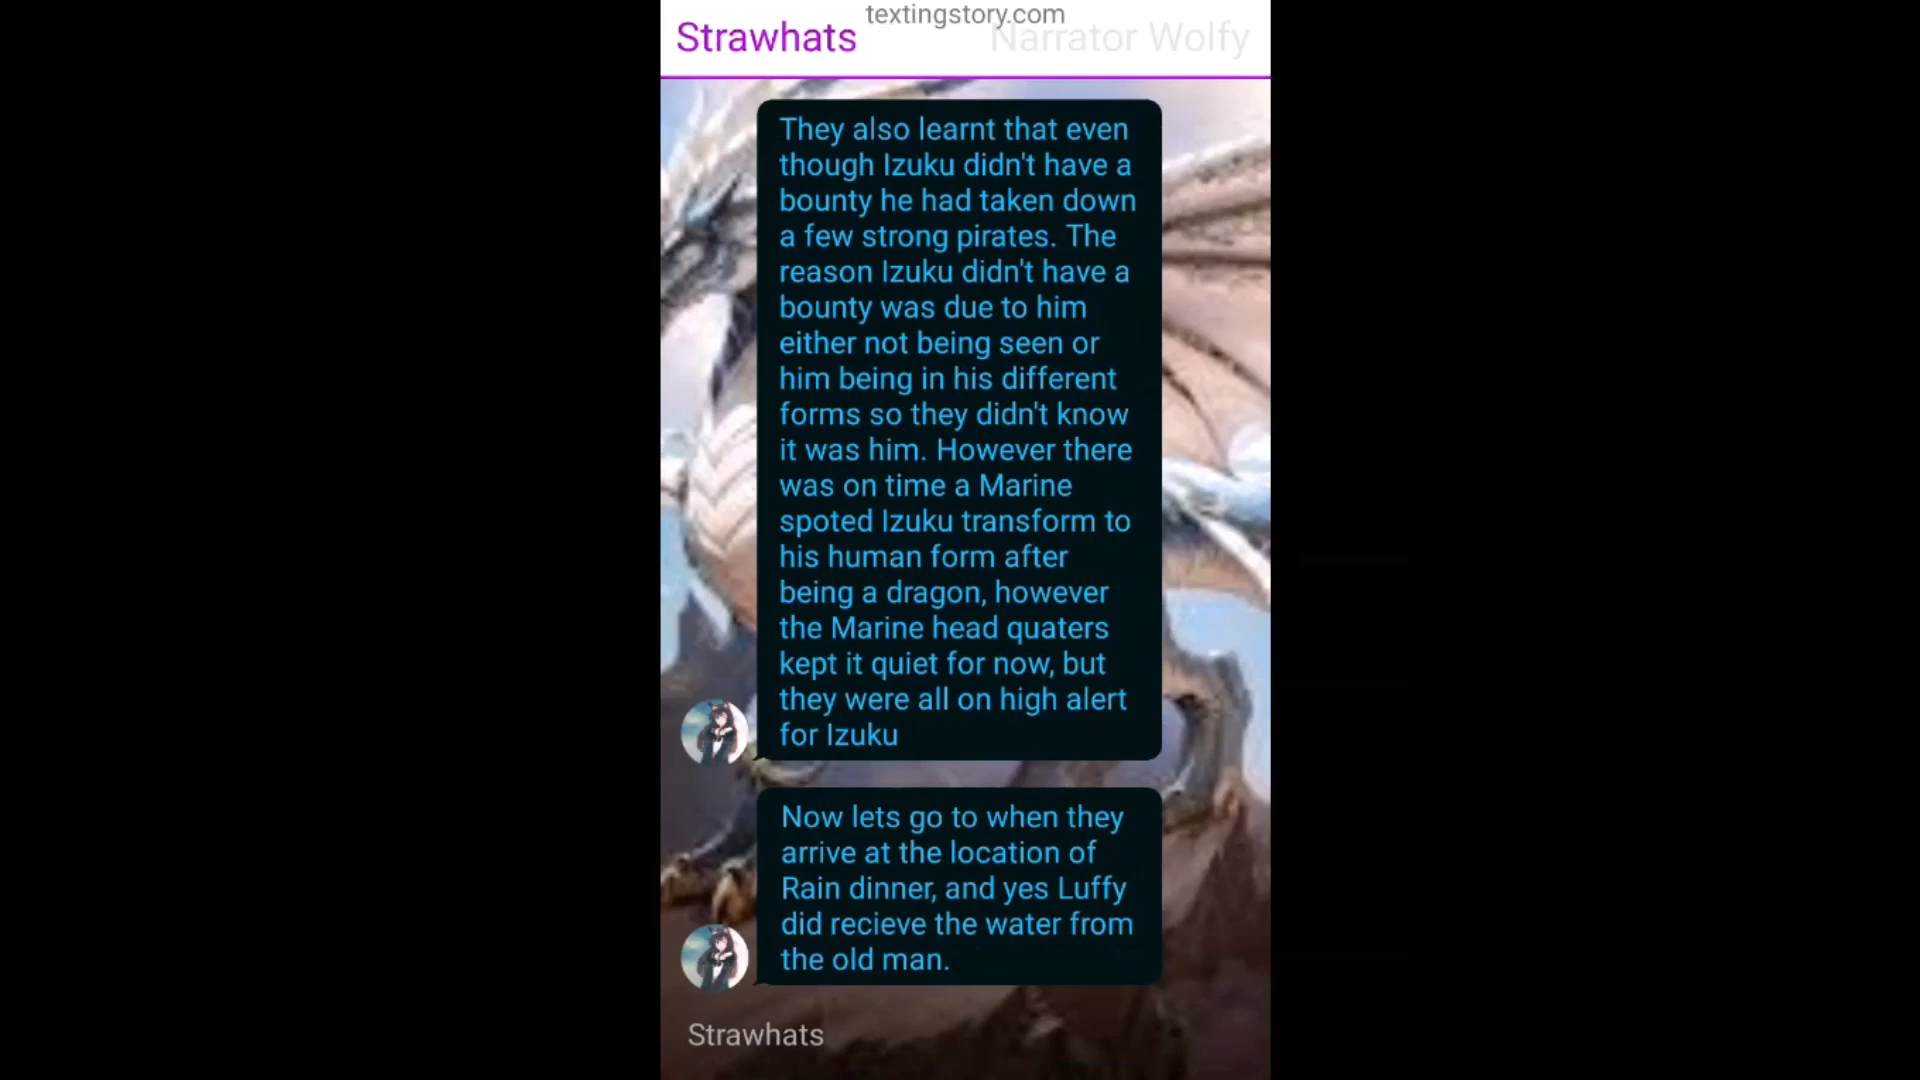 textingstory.com
Strawhats
Narrator Wolfy
They also learnt that even
though Izuku didn't have a
bounty he had taken down
a few strong pirates. The
reason Izuku didn't have a
bounty was due to him
either not being seen or
him being in his different
forms so they didn't know
it was him. However there
was on time a Marine
spoted Izuku transform to
his human form after
being a dragon, however
the Marine head quaters
kept it quiet for now, but
they were all on high alert
for Izuku
Now lets go to when they
arrive at the location of
Rain dinner, and yes Luffy
did recieve the water from
the old man.
Strawhats